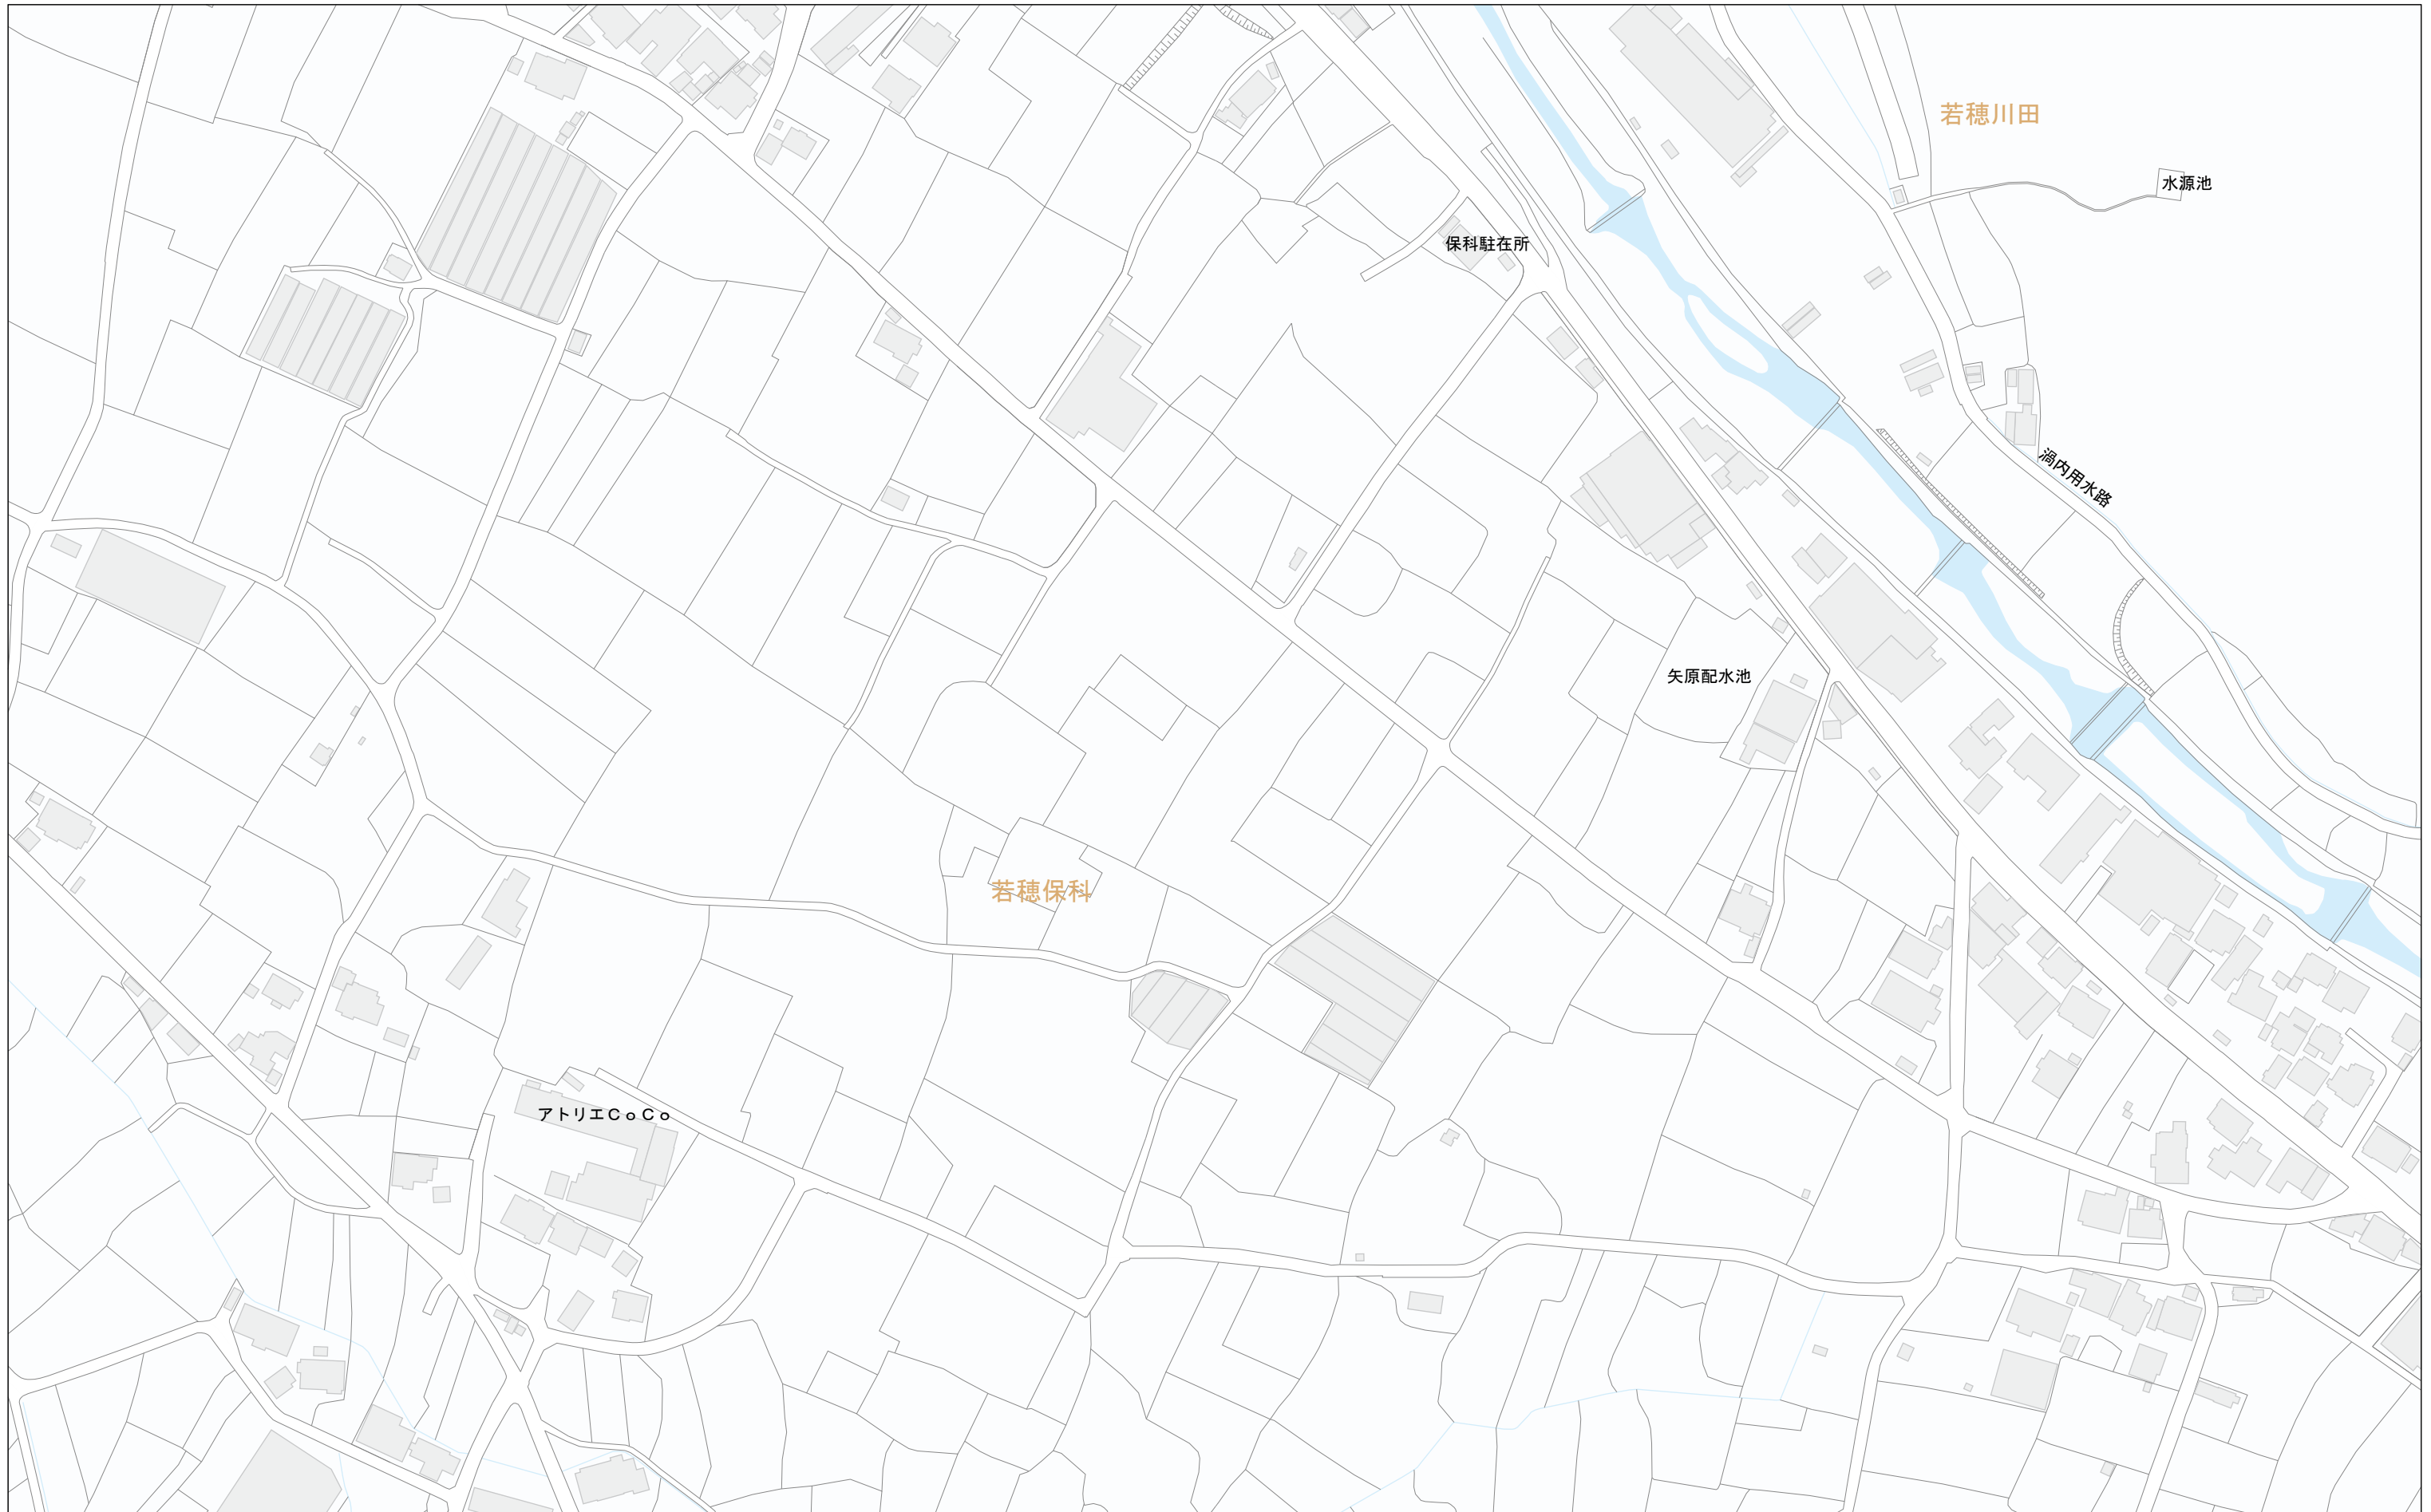 若穂川田
水源池
保科駐在所
渦内用水路
矢原配水池
若穂保科
アトリエCoCo